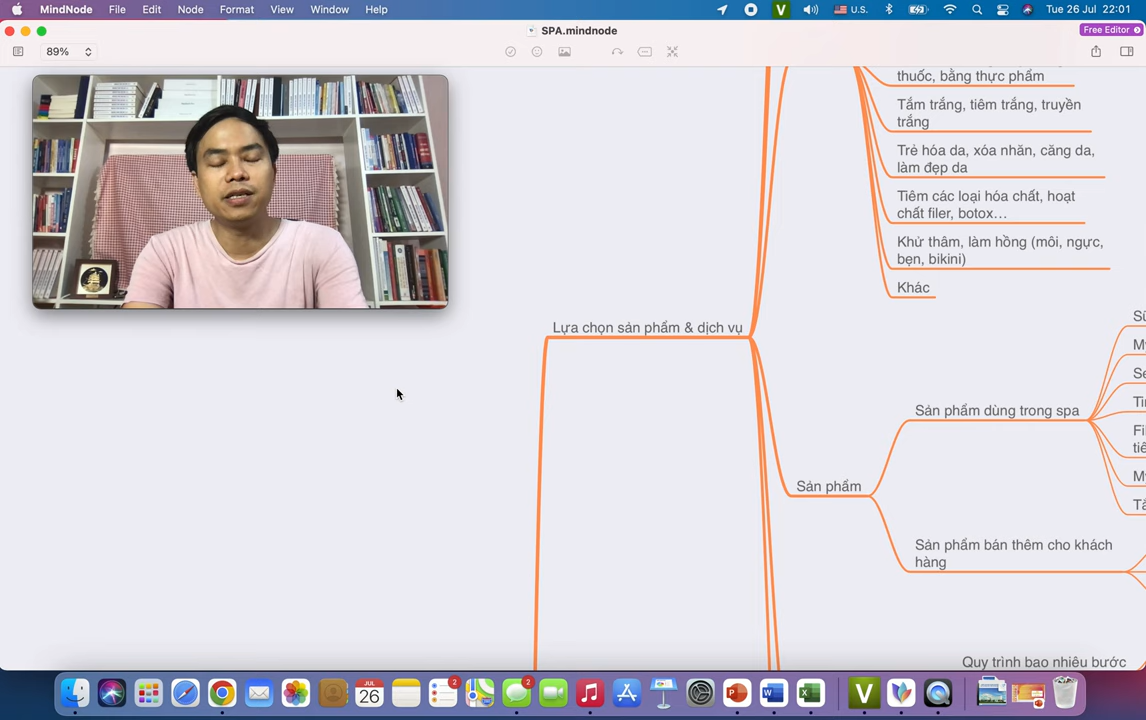 MindNode File Edit Node Format View Window Help
V U.S. Tue 26 Jul 22:01
SPA.mindnode
Free Editor
89%
thuốc, bằng thực phẩm
Tắm trắng, tiêm trắng, truyền
trắng
Trẻ hóa da, xóa nhăn, căng da,
làm đẹp da
Tiêm các loại hóa chất, hoạt
chất filer, botox…
Khử thâm, làm hồng (môi, ngực,
bẹn, bikini)
Khác
Lựa chọn sản phẩm & dịch vụ
Sản phẩm dùng trong spa
Sản phẩm
Sản phẩm bán thêm cho khách
hàng
Quy trình bao nhiêu bước
JUL
26
2
2
V